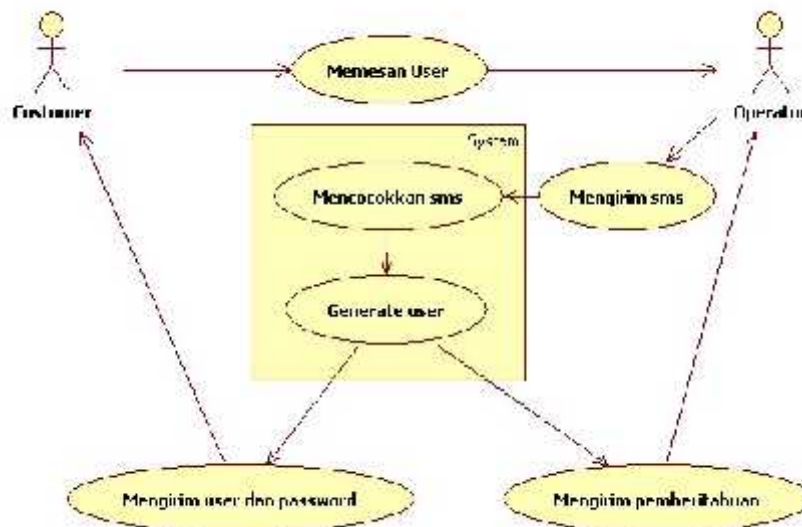 Memesan User
Customer
Operator
System
Mencocokkan sms
Mengirim sms
Generate user
Mengirim user dan password
Mengirim pemberitahuan